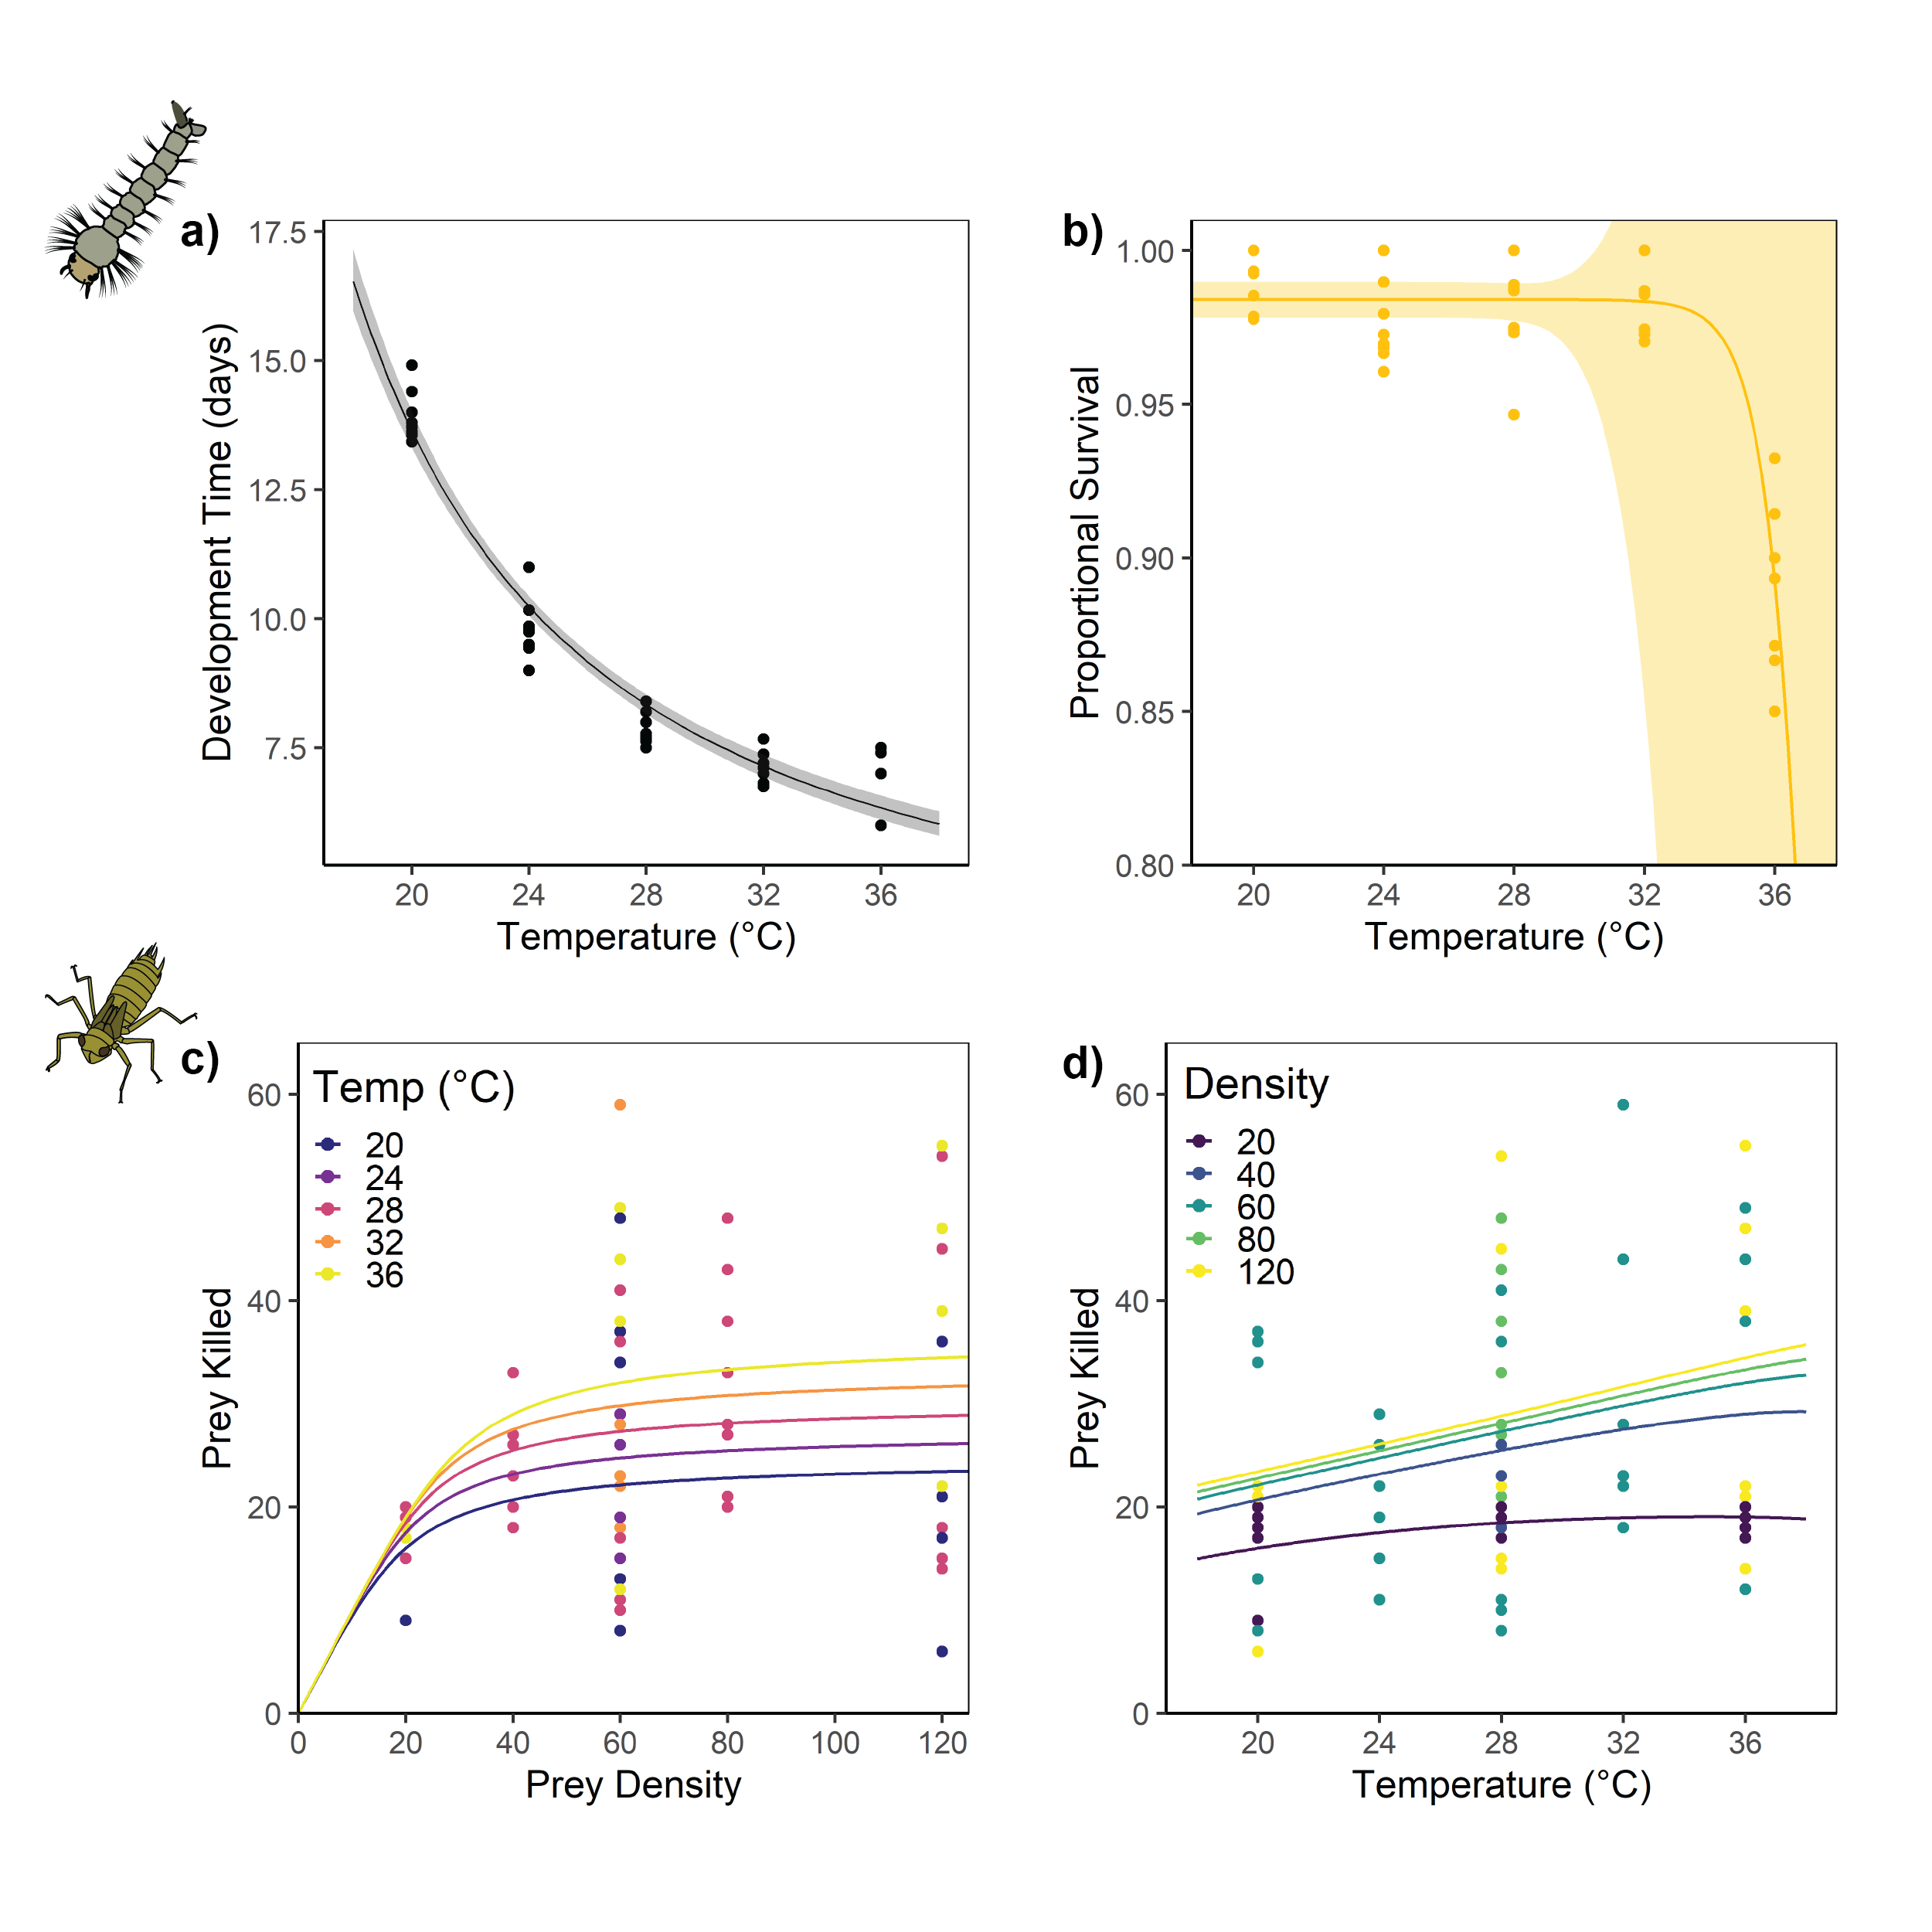 a)
17.5
15.0
12.5
10.0
7.5
Development Time (days)
20 24 28 32 36
Temperature (°C)
b)
1.00
0.95
0.90
0.85
0.80
Proportional Survival
20 24 28 32 36
Temperature (°C)
c)
Temp (°C)
20
24
28
32
36
60
40
20
0
Prey Killed
0 20 40 60 80 100 120
Prey Density
d)
Density
20
40
60
80
120
60
40
20
0
Prey Killed
20 24 28 32 36
Temperature (°C)